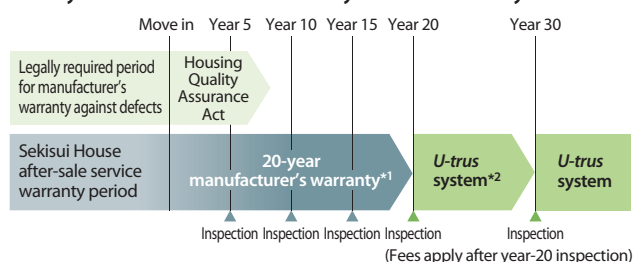 Move in Year 5 Year 10 Year 15 Year 20 Year 30
Legally required period
for manufacturer's
warranty against defects
Housing
Quality
Assurance
Act
Sekisui House
after-sale service
warranty period
20-year
manufacturer's warranty*1
U-trus
system*2
U-trus
system
Inspection Inspection Inspection Inspection Inspection
(Fees apply after year-20 inspection)